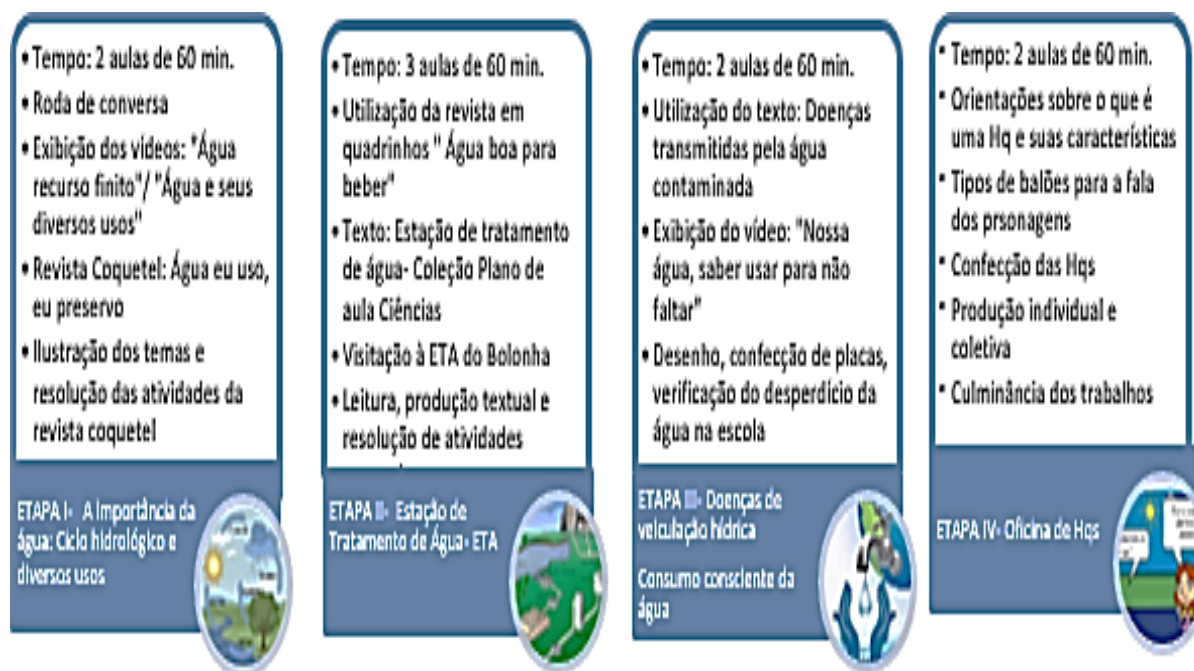 • Tempo: 2 aulas de 60 min.
• Roda de conversa
• Exibição dos vídeos: "Água
recurso finito"/ "Água e seus
diversos usos"
• Revista Coquetel: Água eu uso,
eu preservo
• Ilustração dos temas e
resolução das atividades da
revista coquetel
ETAPA I- A Importância da
água: Ciclo hidrológico e
diversos usos
• Tempo: 3 aulas de 60 min.
• Utilização da revista em
quadrinhos " Água boa para
beber"
• Texto: Estação de tratamento
de água- Coleção Plano de
aula Ciências
• Visitação à ETA do Bolonha
• Leitura, produção textual e
resolução de atividades
ETAPA II- Estação de
Tratamento de Água- ETA
• Tempo: 2 aulas de 60 min.
• Utilização do texto: Doenças
transmitidas pela água
contaminada
• Exibição do vídeo: "Nossa
água, saber usar para não
faltar"
• Desenho, confecção de placas,
verificação do desperdício da
água na escola
ETAPA III- Doenças de
veiculação hídrica
Consumo consciente da
água
• Tempo: 2 aulas de 60 min.
• Orientações sobre o que é
uma Hq e suas características
• Tipos de balões para a fala
dos prsonagens
• Confecção das Hqs
• Produção individual e
coletiva
• Culminância dos trabalhos
ETAPA IV- Oficina de Hqs